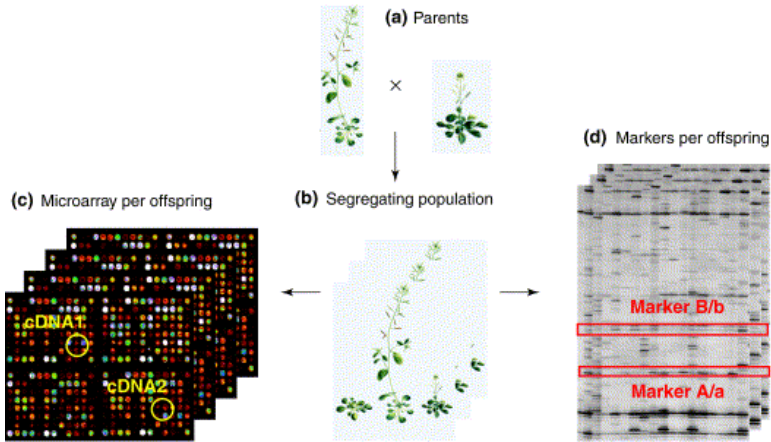 (a) Parents
×
(d) Markers per offspring
(c) Microarray per offspring
(b) Segregating population
cDNA1
cDNA2
Marker B/b
Marker A/a